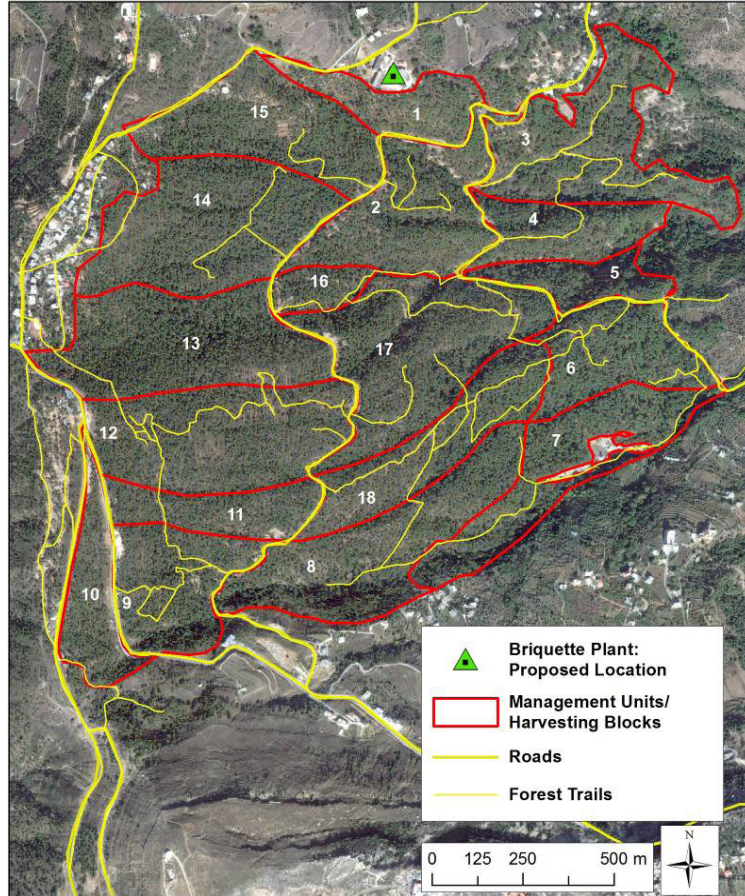 15
1
3
14
2
4
16
5
13
17
6
12
7
11
18
8
10
9
Briquette Plant:
Proposed Location
Management Units/
Harvesting Blocks
Roads
Forest Trails
N
0 125 250 500 m